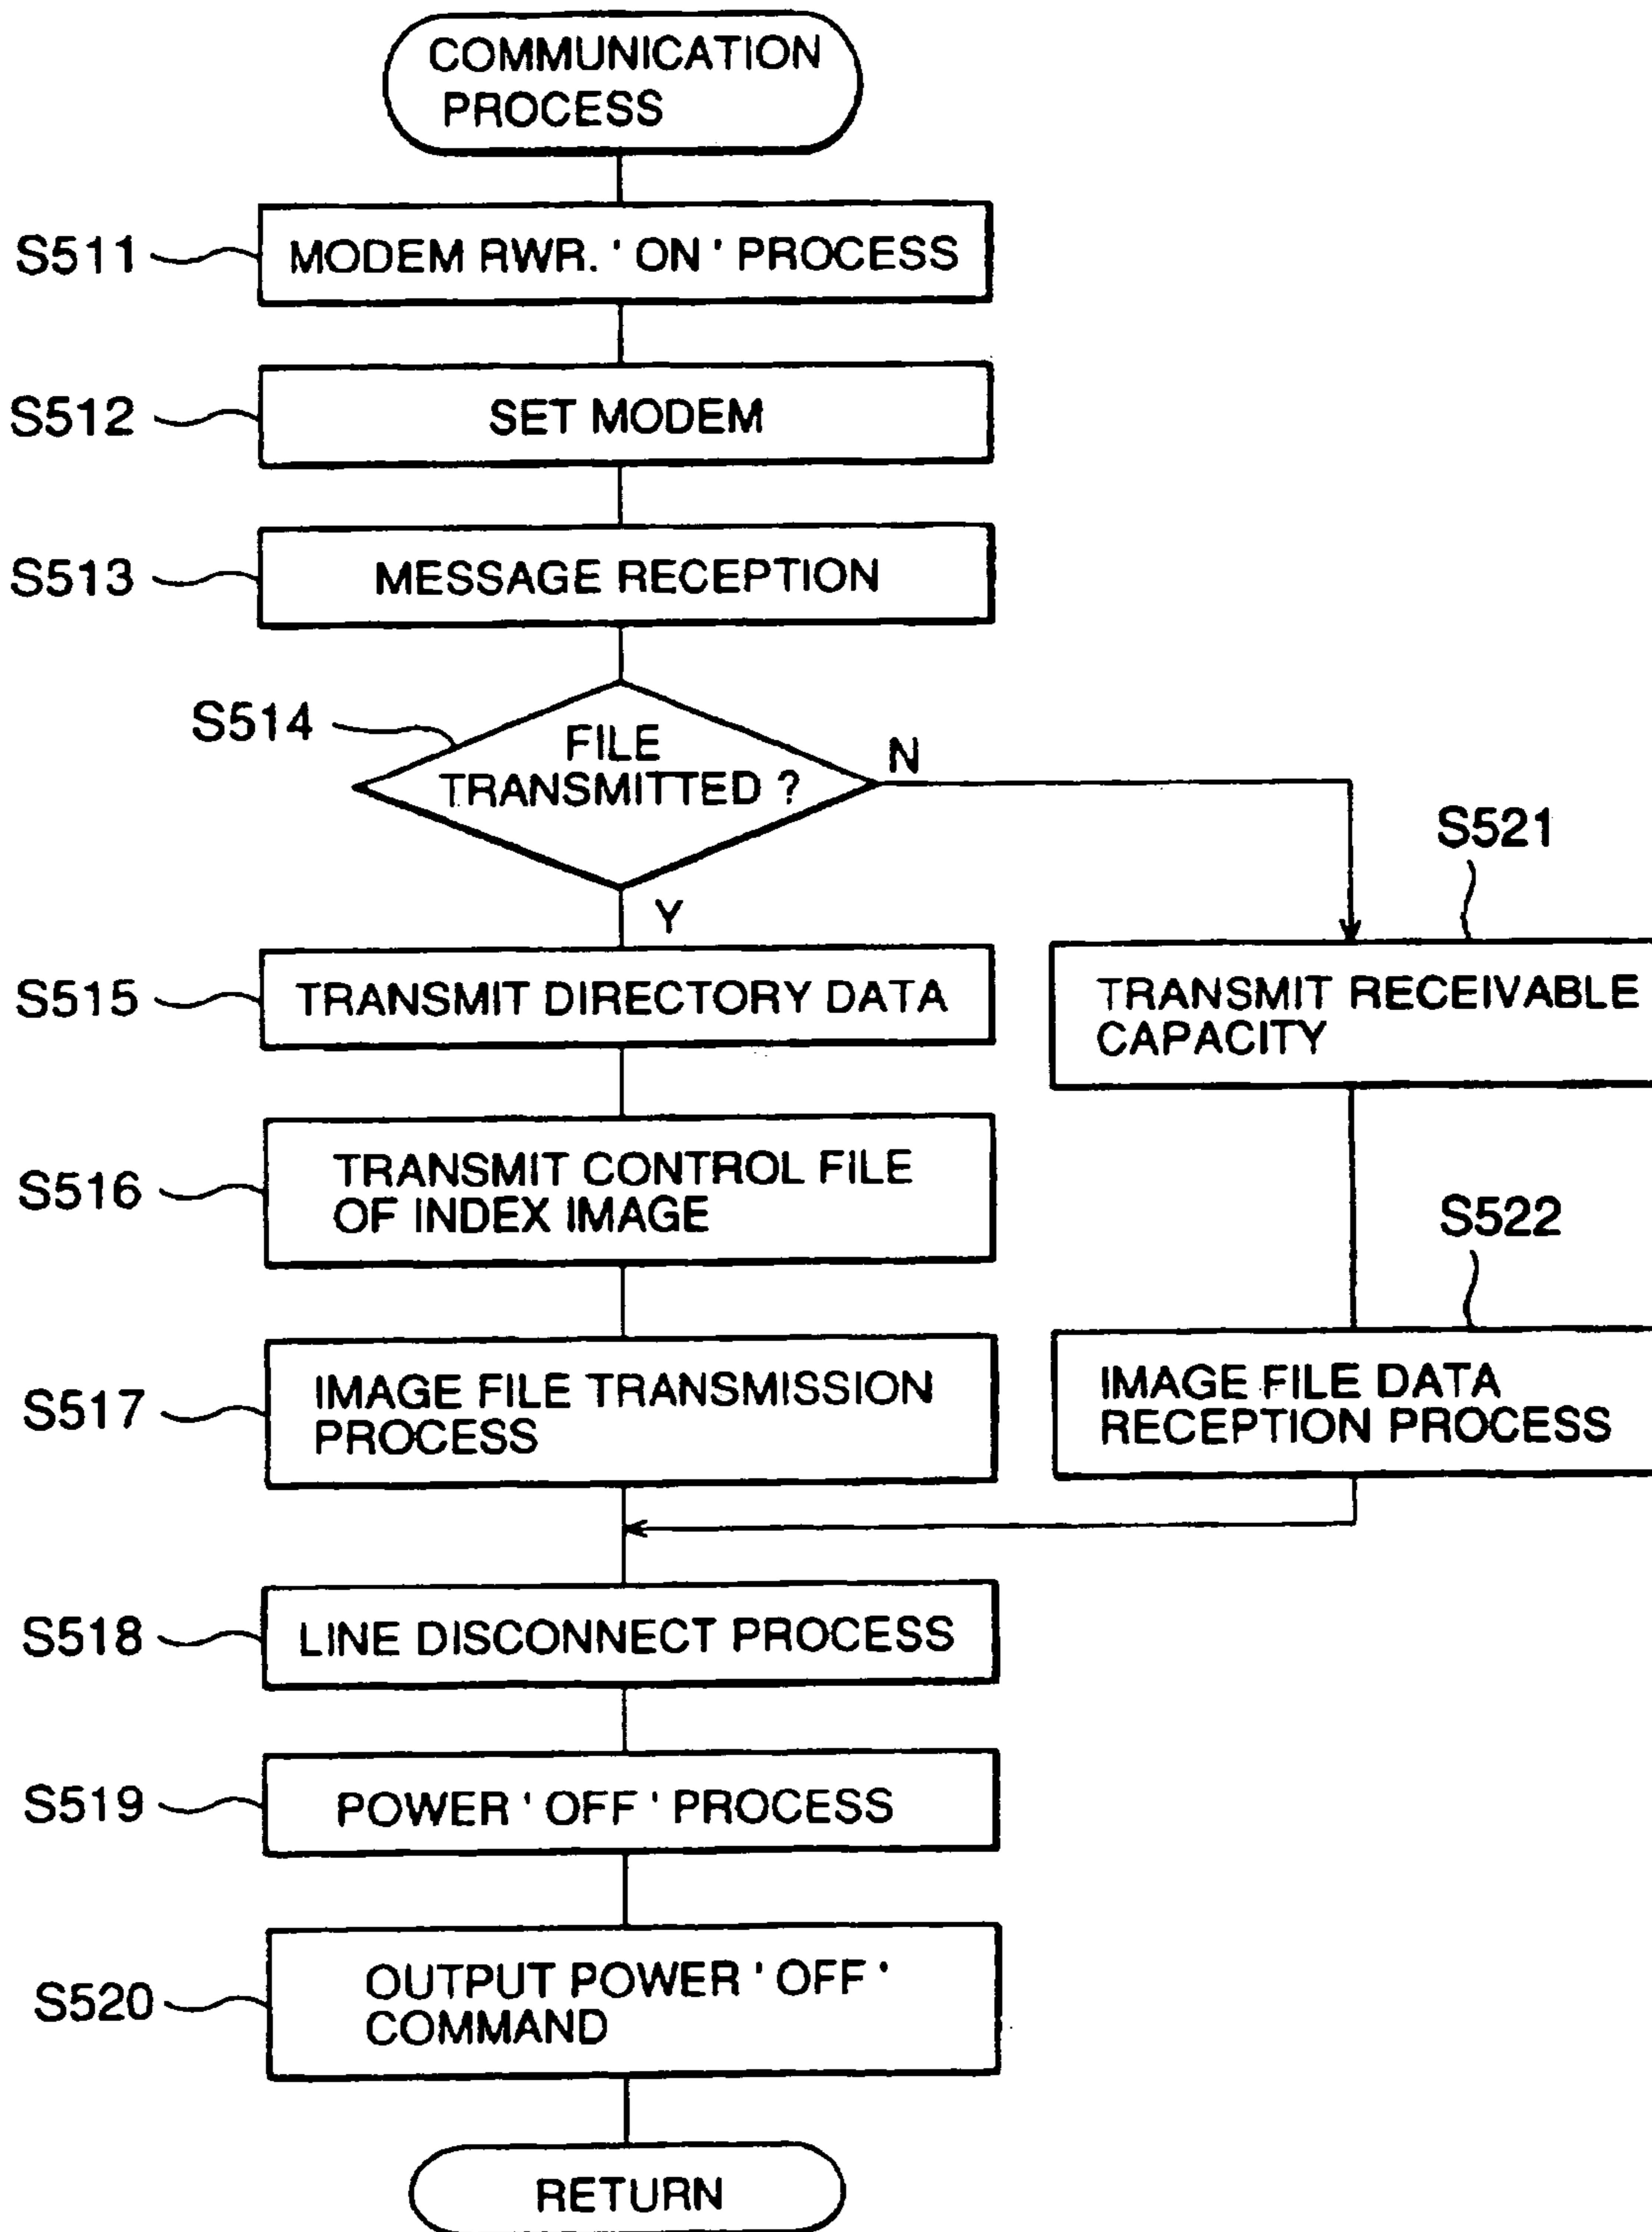 COMMUNICATION
PROCESS
S511
MODEM RWR. ' ON ' PROCESS
S512
SET MODEM
S513
MESSAGE RECEPTION
S514
FILE
TRANSMITTED ?
N
Y
S521
TRANSMIT RECEIVABLE
CAPACITY
S515
TRANSMIT DIRECTORY DATA
S516
TRANSMIT CONTROL FILE
OF INDEX IMAGE
S522
IMAGE FILE DATA
RECEPTION PROCESS
S517
IMAGE FILE TRANSMISSION
PROCESS
S518
LINE DISCONNECT PROCESS
S519
POWER ' OFF ' PROCESS
S520
OUTPUT POWER ' OFF '
COMMAND
RETURN